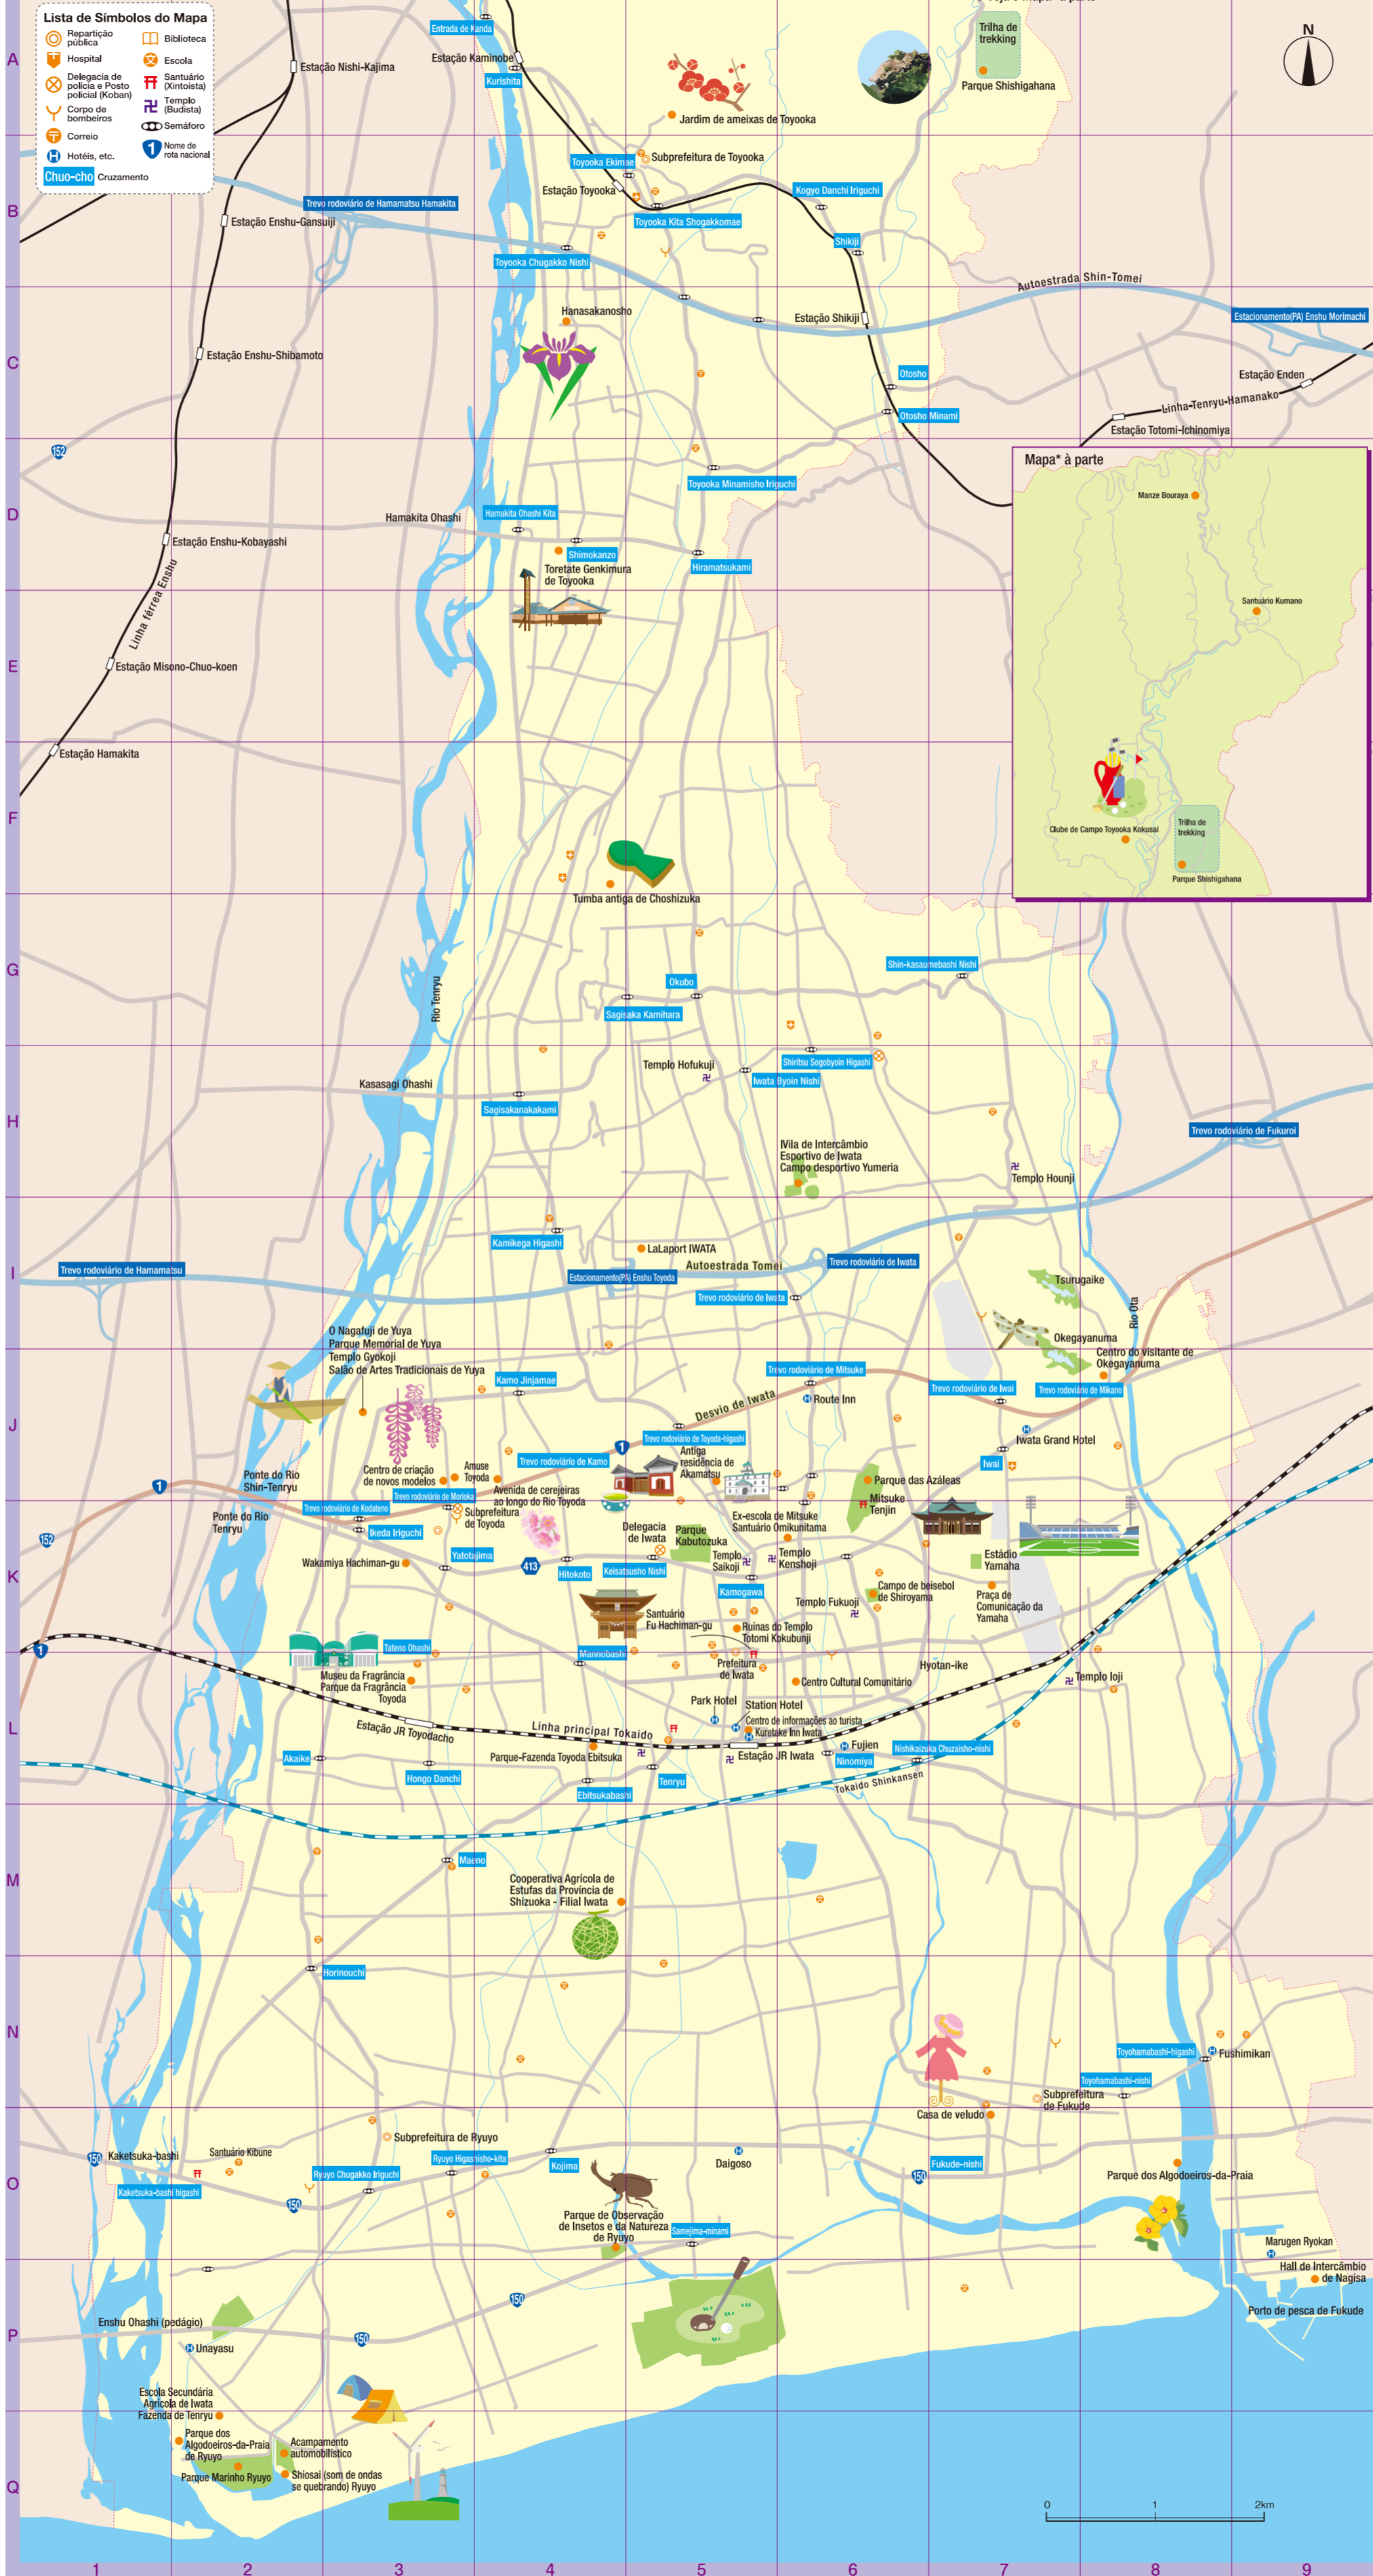 Lista de Símbolos do Mapa
Repartição
pública
Hospital
Delegacia de
polícia e Posto
policial (Koban)
Corpo de
bombeiros
Correio
Hotéis, etc.
Chuo-cho Cruzamento
Biblioteca
Escola
Santuário
(Xintoísta)
Templo
(Budista)
Semáforo
1 Nome de
rota nacional
N
A
Entrada de Kanda
Estação Nishi-Kajima
Estação Kaminobe
Kurishita
Jardim de ameixas de Toyooka
Trilha de
trekking
Parque Shishigahana
B
Toyooka Ekimae
Subprefeitura de Toyooka
Estação Toyooka
Kogyo Danchi Iriguchi
Trevo rodoviário de Hamamatsu Hamakita
Estação Enshu-Gansuiji
Toyooka Kita Shogakkomae
Shikiji
Toyooka Chugakko Nishi
Autoestrada Shin-Tomei
C
Hanasakanosho
Estação Shikiji
Estacionamento(PA) Enshu Morimachi
Estação Enshu-Shibamoto
Otosho
Otosho Minami
Estação Enden
Linha-Tenryu-Hamanako
Estação Totomi-Ichinomiya
152
D
Toyooka Minamisho Iriguchi
Hamakita Ohashi
Hamakita Ohashi Kita
Estação Enshu-Kobayashi
Shimokanzo
Hiramatsukami
Toretate Genkimura
de Toyooka
Linha férrea Enshu
Mapa* à parte
Manze Bouraya
Santuário Kumano
Clube de Campo Toyooka Kokusai
Trilha de
trekking
Parque Shishigahana
E
Estação Misono-Chuo-koen
Estação Hamakita
F
Tumba antiga de Choshizuka
G
Rio Tenryu
Okubo
Sagisaka Kamihara
Shin-kasaumebashi Nishi
H
Templo Hofukuji
Shiritsu Sogobyoin Higashi
Iwata Byoin Nishi
Kasasagi Ohashi
Sagisakanakakami
Trevo rodoviário de Fukuroi
IVila de Intercâmbio
Esportivo de Iwata
Campo desportivo Yumeria
Templo Hounji
I
Kamikega Higashi
LaLaport IWATA
Autoestrada Tomei
Trevo rodoviário de Iwata
Trevo rodoviário de Hamamatsu
Estacionamento(PA) Enshu Toyoda
Trevo rodoviário de Iwata
Tsurugaike
Rio Ota
Okegayanuma
Centro do visitante de
Okegayanuma
J
O Nagafuji de Yuya
Parque Memorial de Yuya
Templo Gyokoji
Salão de Artes Tradicionais de Yuya
Kamo Jinjamae
Trevo rodoviário de Mitsuke
Route Inn
Trevo rodoviário de Iwai
Trevo rodoviário de Mikano
Desvio de Iwata
Trevo rodoviário de Toyoda-higashi
1
Iwata Grand Hotel
Iwai
Trevo rodoviário de Kamo
Antiga
residência de
Akamatsu
Parque das Azáleas
Ponte do Rio
Shin-Tenryu
Centro de criação
de novos modelos
Amuse
Toyoda
1
Trevo rodoviário de Morioka
Avenida de cerejeiras
ao longo do Rio Toyoda
Mitsuke
Tenjin
K
152
Ponte do Rio
Tenryu
Trevo rodoviário de Kodateno
Ikeda Iriguchi
Subprefeitura
de Toyoda
Delegacia
de Iwata
Parque
Kabutozuka
Ex-escola de Mitsuke
Santuário Omikunitama
Wakamiya Hachiman-gu
Yatotajima
413
Hitokoto
Keisatsusho Nishi
Templo
Saikoji
Templo
Kenshoji
Estádio
Yamaha
Kamogawa
Campo de beisebol
de Shiroyama
Praça de
Comunicação da
Yamaha
Templo Fukuoji
Santuário
Fu Hachiman-gu
Ruínas do Templo
Totomi Kokubunji
1
Tateno Ohashi
Mannobashi
L
Museu da Fragrância
Parque da Fragrância
Toyoda
Prefeitura
de Iwata
Hyotan-ike
Centro Cultural Comunitário
Templo Ioji
Park Hotel
Station Hotel
Centro de informações ao turista
Kuretake Inn Iwata
Estação JR Toyodacho
Linha principal Tokaido
Akaike
Hongo Danchi
Parque-Fazenda Toyoda Ebitsuka
Estação JR Iwata
Fujien
Ninomiya
Nishikaizuka Chuzaisho-nishi
Ebitsukabashi
Tenryu
Tokaido Shinkansen
M
Maeno
Cooperativa Agrícola de
Estufas da Província de
Shizuoka - Filial Iwata
N
Horinouchi
Toyohamabashi-higashi
Fushimikan
Toyohamabashi-nishi
Subprefeitura
de Fukude
Casa de veludo
O
150
Kaketsuka-bashi
Santuário Kibune
Subprefeitura de Ryuyo
Ryuyo Higashisho-kita
Kojima
Daigoso
Fukude-nishi
150
Kaketsuka-bashi higashi
Ryuyo Chugakko Iriguchi
150
Parque dos Algodoeiros-da-Praia
Parque de Observação
de Insetos e da Natureza
de Ryuyo
Samejima-minami
Marugen Ryokan
Hall de Intercâmbio
de Nagisa
Porto de pesca de Fukude
P
Enshu Ohashi (pedágio)
150
150
Unayasu
Escola Secundária
Agrícola de Iwata
Fazenda de Tenryu
Q
Parque dos
Algodoeiros-da-Praia
de Ryuyo
Acampamento
automobilístico
Parque Marinho Ryuyo
Shiosai (som de ondas
se quebrando) Ryuyo
0 1 2km
1 2 3 4 5 6 7 8 9